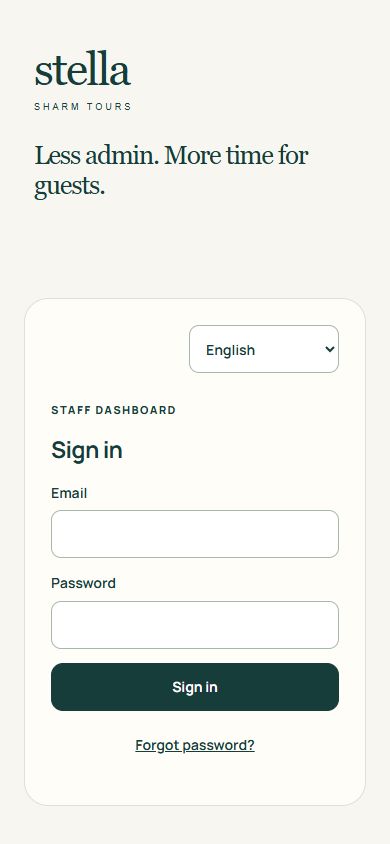 stella
SHARM TOURS
Less admin. More time for
guests.
English
STAFF DASHBOARD
Sign in
Email
Password
Sign in
Forgot password?